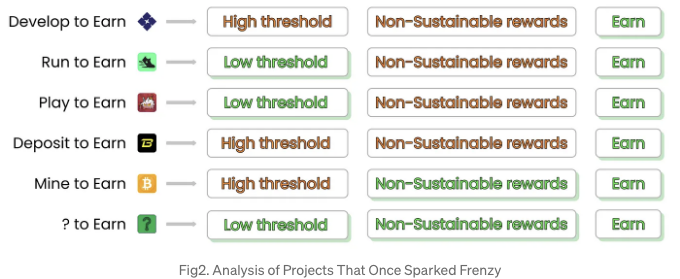 Develop to Earn High threshold Non-Sustainable rewards Earn
Run to Earn Low threshold Non-Sustainable rewards Earn
Play to Earn Low threshold Non-Sustainable rewards Earn
Deposit to Earn High threshold Non-Sustainable rewards Earn
Mine to Earn High threshold Non-Sustainable rewards Earn
? to Earn ? Low threshold Non-Sustainable rewards Earn
Fig2. Analysis of Projects That Once Sparked Frenzy